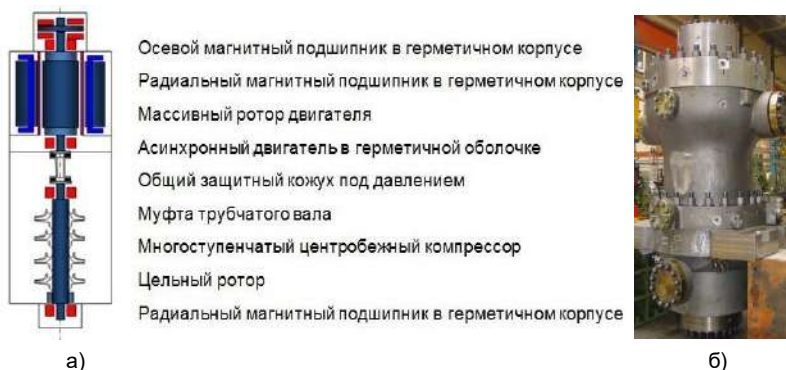 Осевой магнитный подшипник в герметичном корпусе
Радиальный магнитный подшипник в герметичном корпусе
Массивный ротор двигателя
Асинхронный двигатель в герметичной оболочке
Общий защитный кожух под давлением
Муфта трубчатого вала
Многоступенчатый центробежный компрессор
Цельный ротор
Радиальный магнитный подшипник в герметичном корпусе
а)
б)